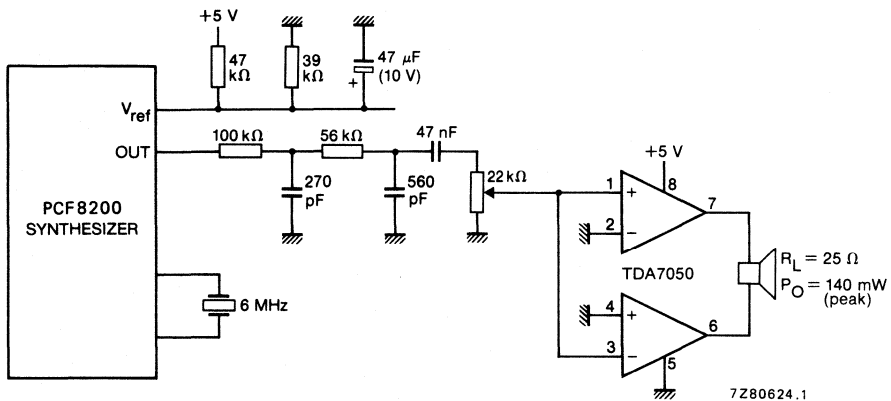 +5 V
47
kΩ
39
kΩ
47 µF
(10 V)
+
Vref
100 kΩ
56 kΩ
47 nF
OUT
270
pF
560
pF
22 kΩ
PCF8200
SYNTHESIZER
6 MHz
+5 V
1
+
8
7
2
−
TDA7050
RL = 25 Ω
PO = 140 mW
(peak)
4
+
6
3
−
5
7Z80624.1